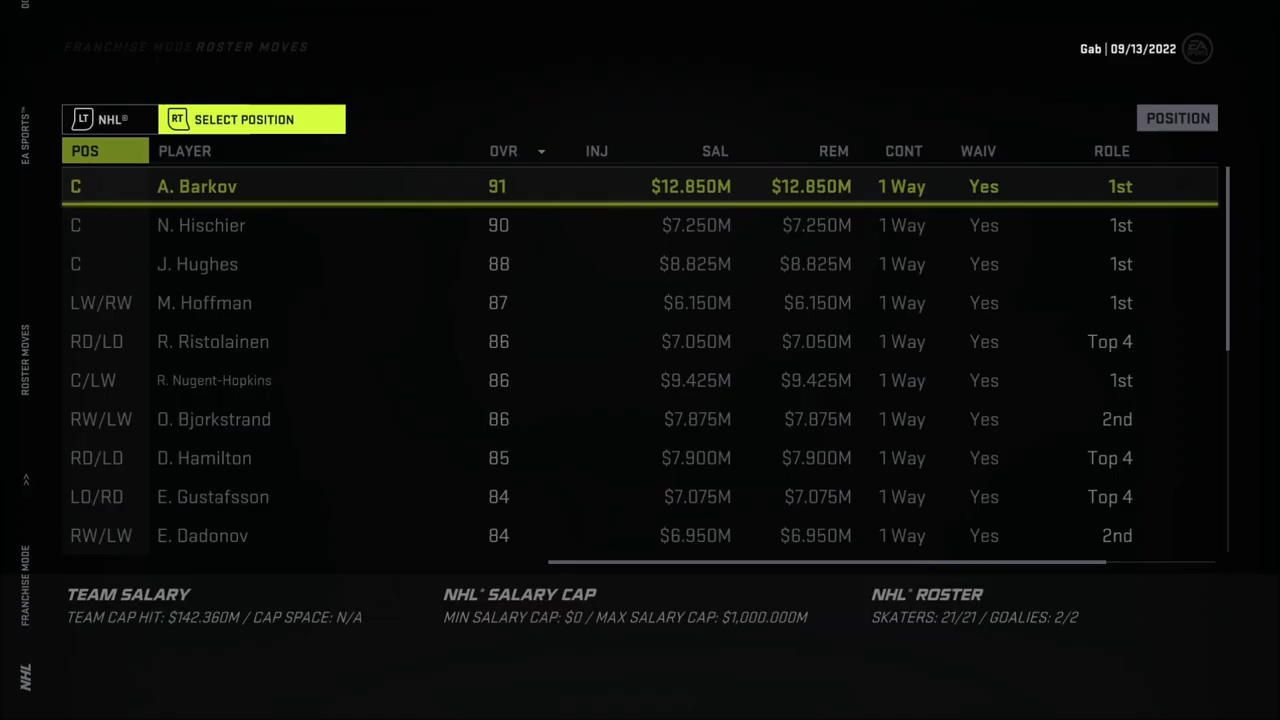 FRANCHISE MODE ROSTER MOVES
Gab | 09/13/2022
LT NHL® RT SELECT POSITION
POSITION
POS PLAYER OVR INJ SAL REM CONT WAIV ROLE
C A. Barkov 91 $12.850M $12.850M 1 Way Yes 1st
C N. Hischier 90 $7.250M $7.250M 1 Way Yes 1st
C J. Hughes 88 $8.825M $8.825M 1 Way Yes 1st
LW/RW M. Hoffman 87 $6.150M $6.150M 1 Way Yes 1st
RD/LD R. Ristolainen 86 $7.050M $7.050M 1 Way Yes Top 4
C/LW R. Nugent-Hopkins 86 $9.425M $9.425M 1 Way Yes 1st
RW/LW O. Bjorkstrand 86 $7.875M $7.875M 1 Way Yes 2nd
RD/LD D. Hamilton 85 $7.900M $7.900M 1 Way Yes Top 4
LD/RD E. Gustafsson 84 $7.075M $7.075M 1 Way Yes Top 4
RW/LW E. Dadonov 84 $6.950M $6.950M 1 Way Yes 2nd
TEAM SALARY
TEAM CAP HIT: $142.360M / CAP SPACE: N/A
NHL® SALARY CAP
MIN SALARY CAP: $0 / MAX SALARY CAP: $1,000.000M
NHL® ROSTER
SKATERS: 21/21 / GOALIES: 2/2
EA SPORTS™
ROSTER MOVES
>>
FRANCHISE MODE
NHL